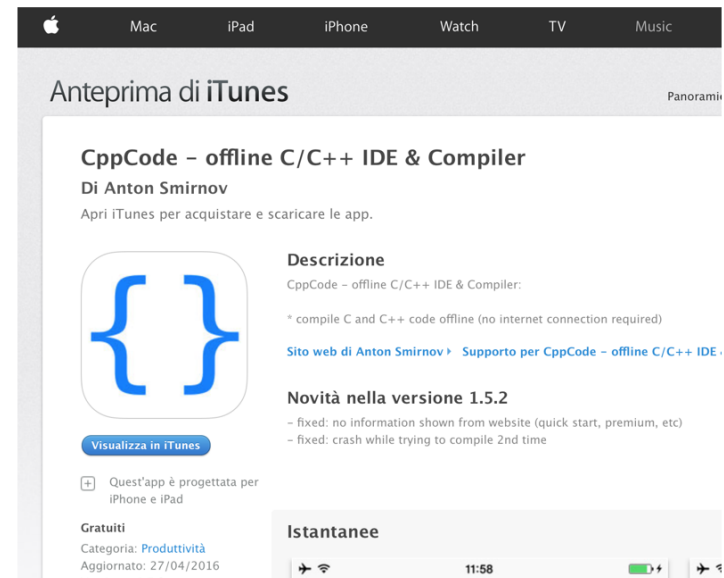 Mac iPad iPhone Watch TV Music
Anteprima di iTunes
CppCode – offline C/C++ IDE & Compiler
Di Anton Smirnov
Apri iTunes per acquistare e scaricare le app.
{ }
Visualizza in iTunes
Quest'app è progettata per
iPhone e iPad
Gratuiti
Categoria: Produttività
Aggiornato: 27/04/2016
Descrizione
CppCode – offline C/C++ IDE & Compiler:
* compile C and C++ code offline (no internet connection required)
Sito web di Anton Smirnov Supporto per CppCode – offline C/C++ IDE
Novità nella versione 1.5.2
– fixed: no information shown from website (quick start, premium, etc)
– fixed: crash while trying to compile 2nd time
Istantanee
11:58